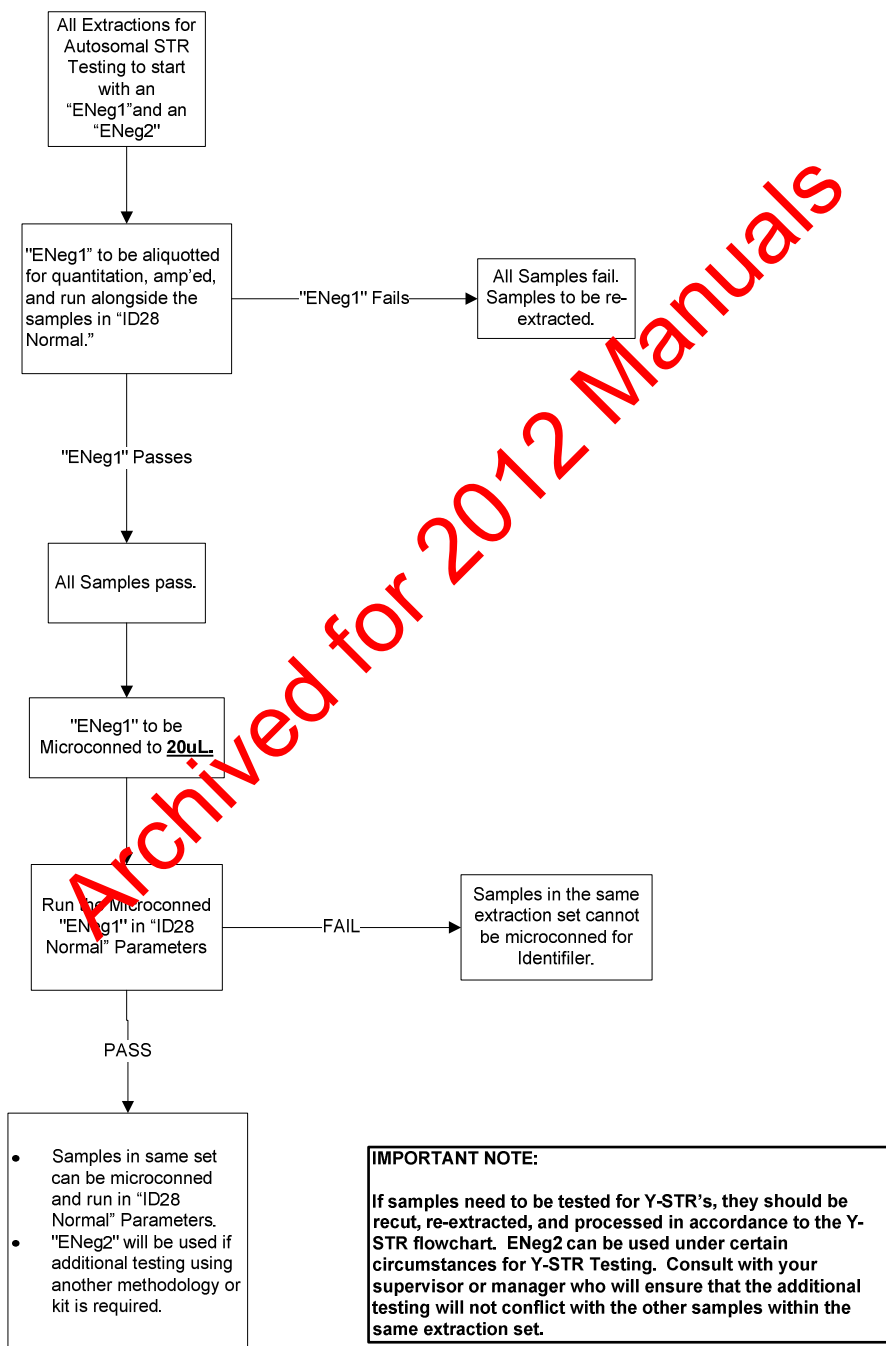 All Extractions for
Autosomal STR
Testing to start
with an
“ENeg1”and an
“ENeg2"
"ENeg1” to be aliquotted
for quantitation, amp’ed,
and run alongside the
samples in “ID28
Normal.”
"ENeg1" Fails
All Samples fail.
Samples to be re-
extracted.
"ENeg1" Passes
All Samples pass.
"ENeg1" to be
Microconned to 20uL.
Run the Microconned
"ENeg1" in “ID28
Normal” Parameters
FAIL
Samples in the same
extraction set cannot
be microconned for
Identifiler.
PASS
• Samples in same set
can be microconned
and run in “ID28
Normal” Parameters.
• "ENeg2" will be used if
additional testing using
another methodology or
kit is required.
IMPORTANT NOTE:
If samples need to be tested for Y-STR’s, they should be
recut, re-extracted, and processed in accordance to the Y-
STR flowchart. ENeg2 can be used under certain
circumstances for Y-STR Testing. Consult with your
supervisor or manager who will ensure that the additional
testing will not conflict with the other samples within the
same extraction set.
Archived for 2012 Manuals